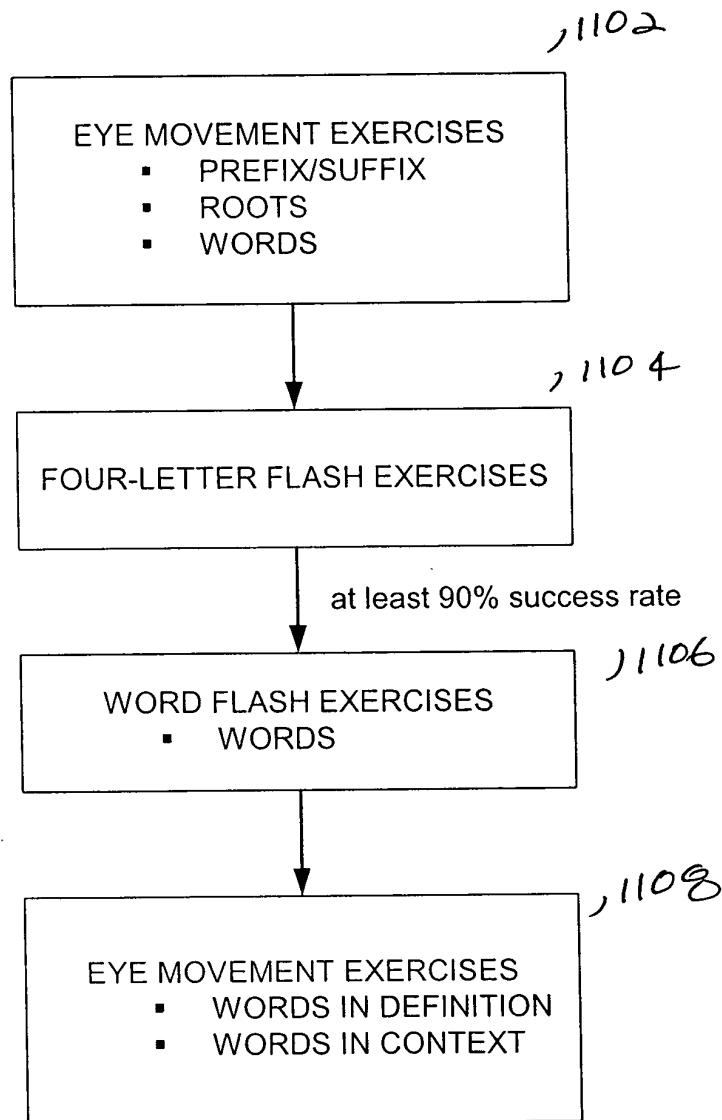 1102
EYE MOVEMENT EXERCISES
▪ PREFIX/SUFFIX
▪ ROOTS
▪ WORDS
1104
FOUR-LETTER FLASH EXERCISES
at least 90% success rate
1106
WORD FLASH EXERCISES
▪ WORDS
1108
EYE MOVEMENT EXERCISES
▪ WORDS IN DEFINITION
▪ WORDS IN CONTEXT